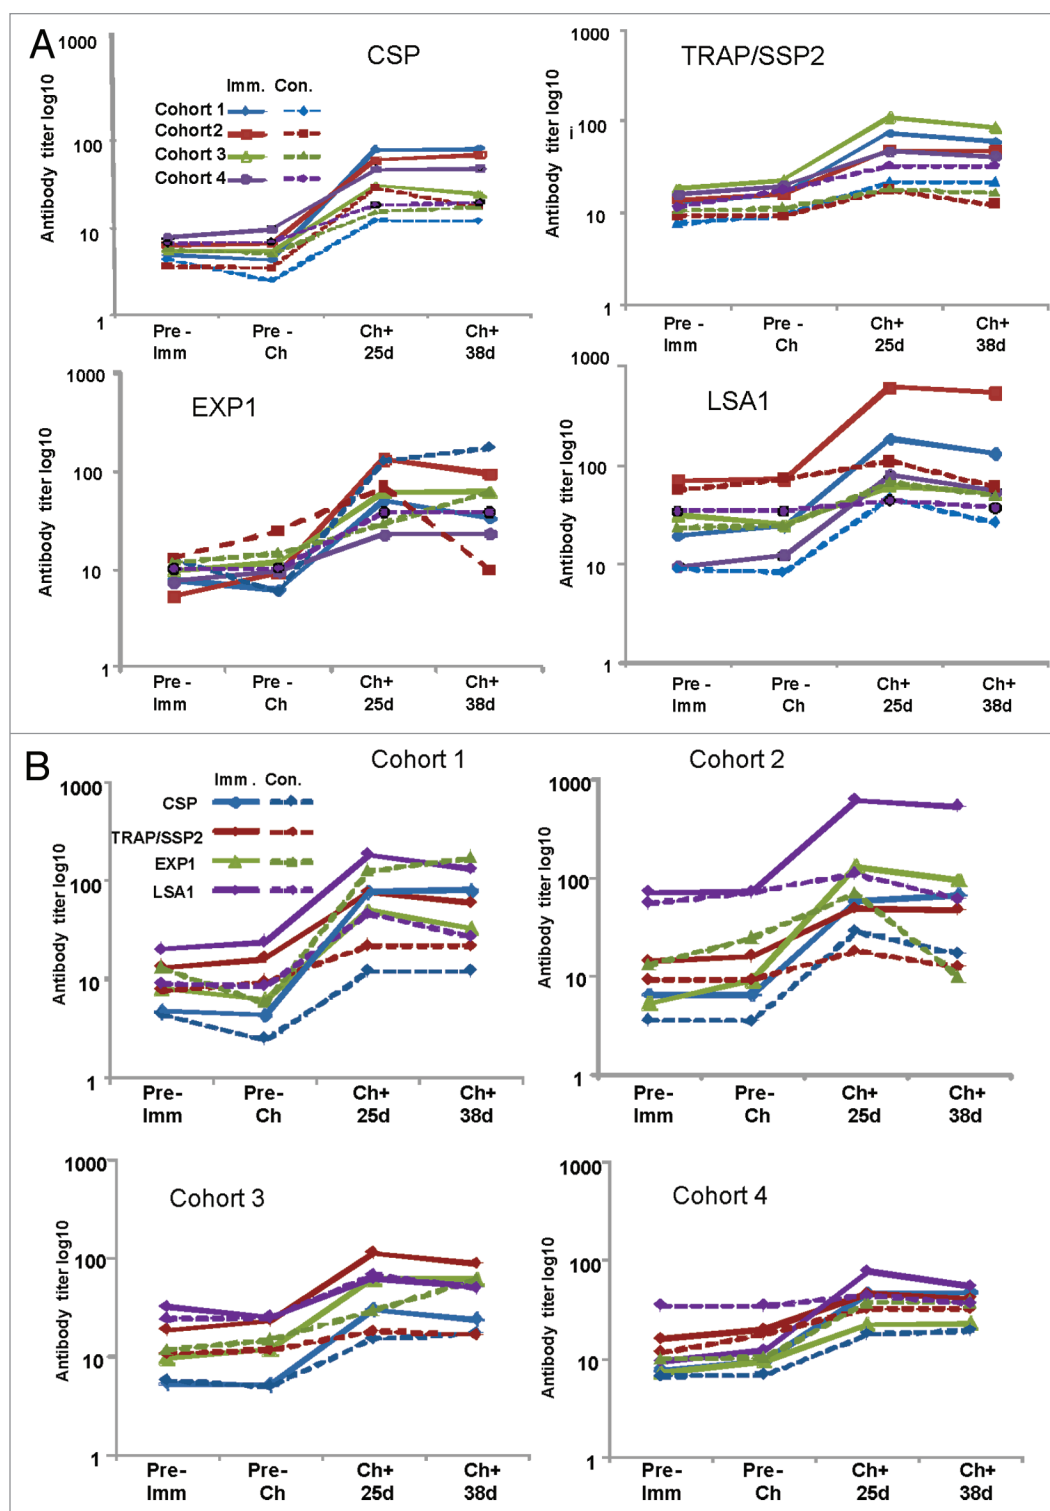 A
CSP
Antibody titer log10
1000
100
10
1
Imm. Con.
Cohort 1
Cohort2
Cohort 3
Cohort 4
Pre - Pre - Ch+ Ch+
Imm Ch 25d 38d
TRAP/SSP2
Antibody titer log10
i
1000
100
10
1
Pre - Pre - Ch+ Ch+
Imm Ch 25d 38d
EXP1
Antibody titer log10
1000
100
10
1
Pre - Pre - Ch+ Ch+
Imm Ch 25d 38d
LSA1
Antibody titer log10
1000
100
10
1
Pre - Pre - Ch+ Ch+
Imm Ch 25d 38d
B
Cohort 1
Antibody titer log10
1000
100
10
1
Imm . Con.
CSP
TRAP/SSP2
EXP1
LSA1
Pre- Pre- Ch+ Ch+
Imm Ch 25d 38d
Cohort 2
Antibody titer log10
1000
100
10
1
Pre- Pre- Ch+ Ch+
Imm Ch 25d 38d
Cohort 3
Antibody titer log10
1000
100
10
1
Pre- Pre- Ch+ Ch+
Imm Ch 25d 38d
Cohort 4
Antibody titer log10
1000
100
10
1
Pre- Pre- Ch+ Ch+
Imm Ch 25d 38d